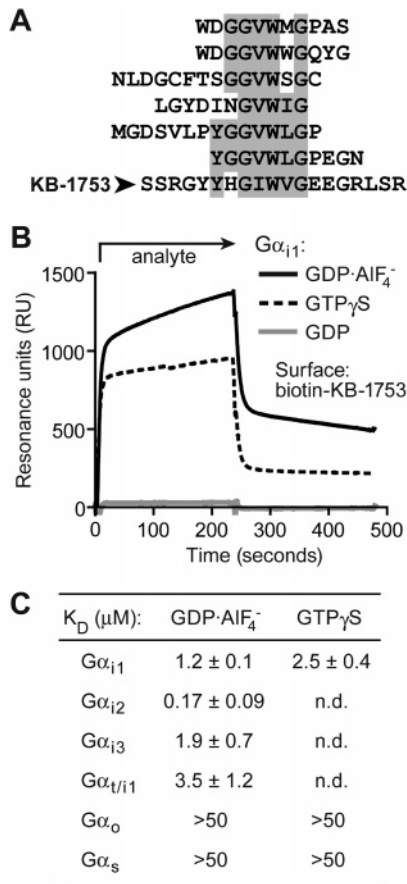 A
WDGGVWMGPAS
WDGGVWWGQYG
NLDGCFTSGGVWSGC
LGYDINGVWIG
MGDSVLPYGGVWLGP
YGGVWLGPEGN
KB-1753 SSRGYYHGIWVGEEGRLSR
B
analyte
Gαi1:
GDP·AlF4-
GTPγS
GDP
Surface:
biotin-KB-1753
Resonance units (RU)
1500
1000
500
0
0 100 200 300 400 500
Time (seconds)
C
KD (μM): GDP·AlF4- GTPγS
Gαi1 1.2 ± 0.1 2.5 ± 0.4
Gαi2 0.17 ± 0.09 n.d.
Gαi3 1.9 ± 0.7 n.d.
Gαt/i1 3.5 ± 1.2 n.d.
Gαo >50 >50
Gαs >50 >50